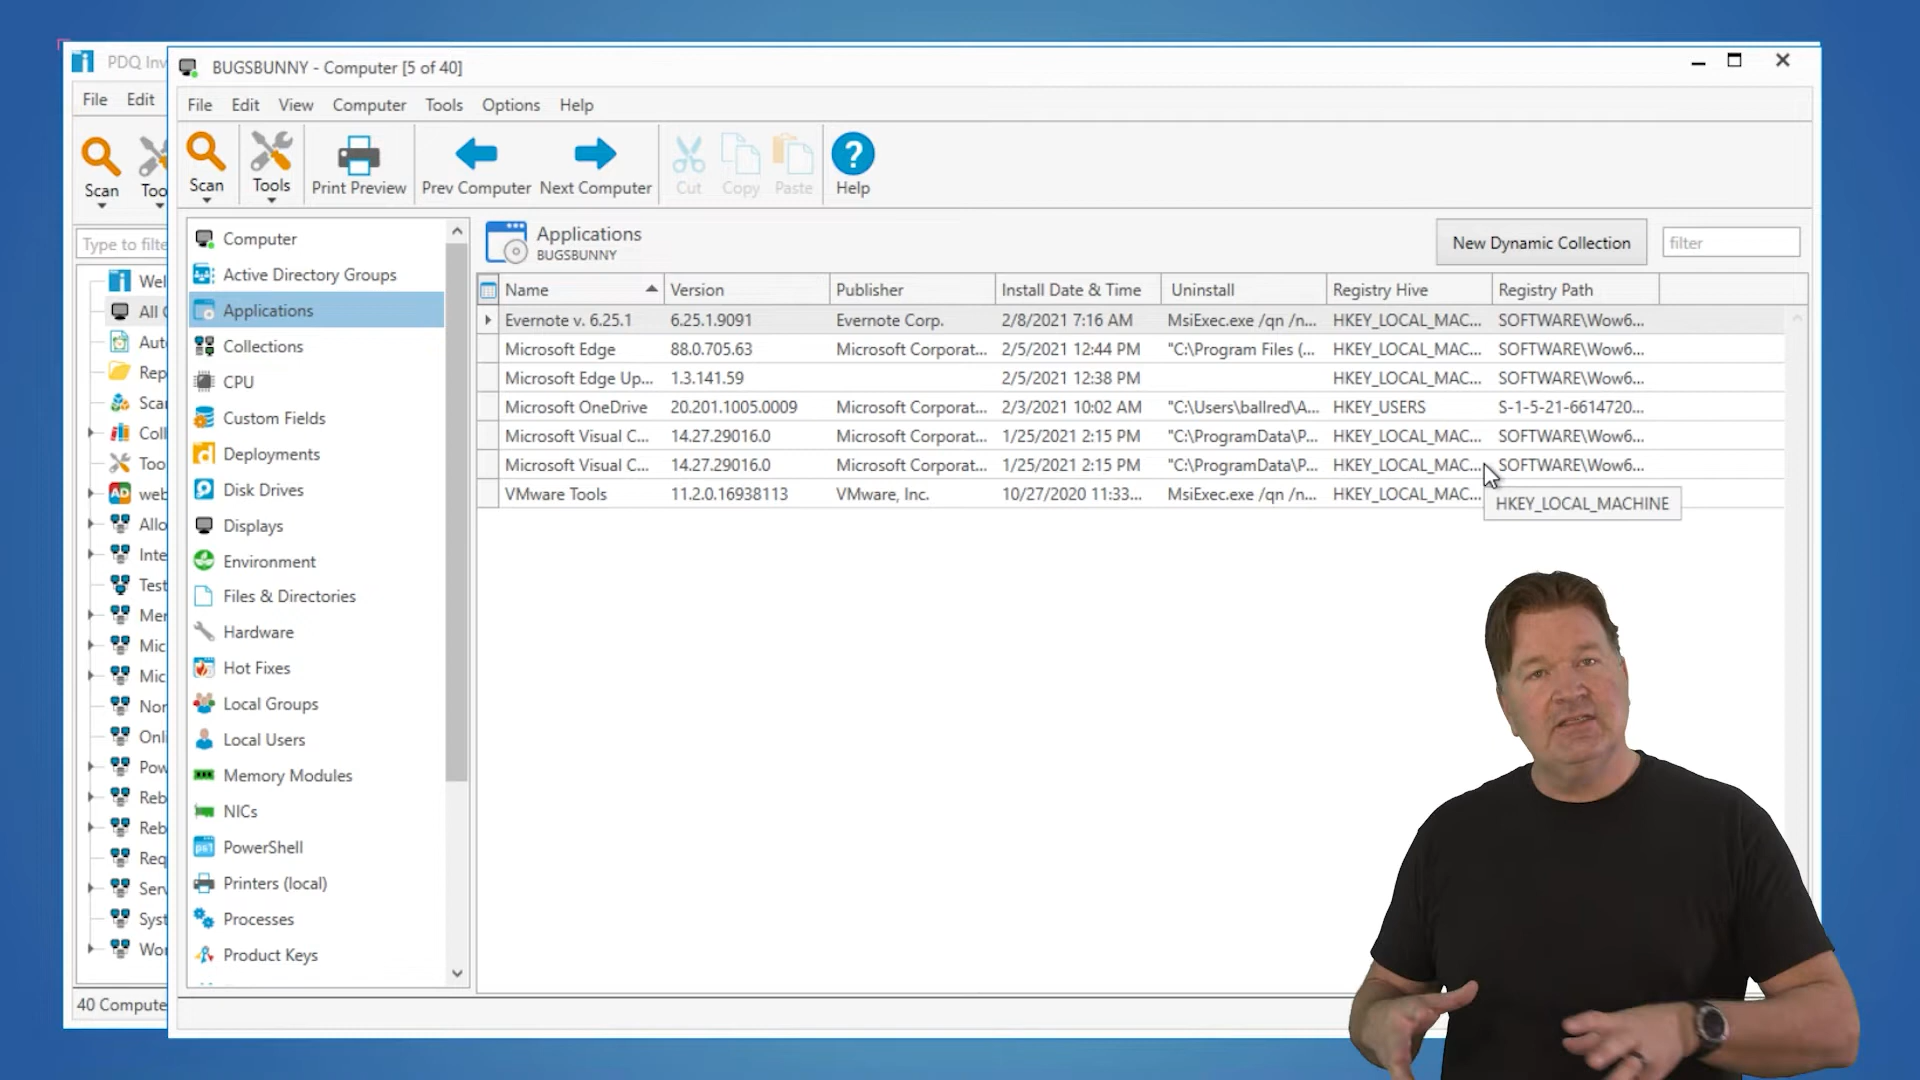 PDQ Inv
File Edit
Scan
Too
Type to filte
Wel
All C
Aut
Rep
Sca
Coll
Too
web
Allo
Inte
Test
Mer
Mic
Mic
Nor
Onli
Pow
Reb
Reb
Req
Serv
Syst
Wor
40 Compute
BUGSBUNNY - Computer [5 of 40]
File Edit View Computer Tools Options Help
Scan Tools Print Preview Prev Computer Next Computer Cut Copy Paste Help
Computer
Active Directory Groups
Applications
Collections
CPU
Custom Fields
Deployments
Disk Drives
Displays
Environment
Files & Directories
Hardware
Hot Fixes
Local Groups
Local Users
Memory Modules
NICs
PowerShell
Printers (local)
Processes
Product Keys
Applications
BUGSBUNNY
New Dynamic Collection
filter
Name Version Publisher Install Date & Time Uninstall Registry Hive Registry Path
Evernote v. 6.25.1 6.25.1.9091 Evernote Corp. 2/8/2021 7:16 AM MsiExec.exe /qn /n... HKEY_LOCAL_MAC... SOFTWARE\Wow6...
Microsoft Edge 88.0.705.63 Microsoft Corporat... 2/5/2021 12:44 PM "C:\Program Files (... HKEY_LOCAL_MAC... SOFTWARE\Wow6...
Microsoft Edge Up... 1.3.141.59 2/5/2021 12:38 PM HKEY_LOCAL_MAC... SOFTWARE\Wow6...
Microsoft OneDrive 20.201.1005.0009 Microsoft Corporat... 2/3/2021 10:02 AM "C:\Users\ballred\A... HKEY_USERS S-1-5-21-6614720...
Microsoft Visual C... 14.27.29016.0 Microsoft Corporat... 1/25/2021 2:15 PM "C:\ProgramData\P... HKEY_LOCAL_MAC... SOFTWARE\Wow6...
Microsoft Visual C... 14.27.29016.0 Microsoft Corporat... 1/25/2021 2:15 PM "C:\ProgramData\P... HKEY_LOCAL_MAC... SOFTWARE\Wow6...
VMware Tools 11.2.0.16938113 VMware, Inc. 10/27/2020 11:33... MsiExec.exe /qn /n... HKEY_LOCAL_MAC...
HKEY_LOCAL_MACHINE